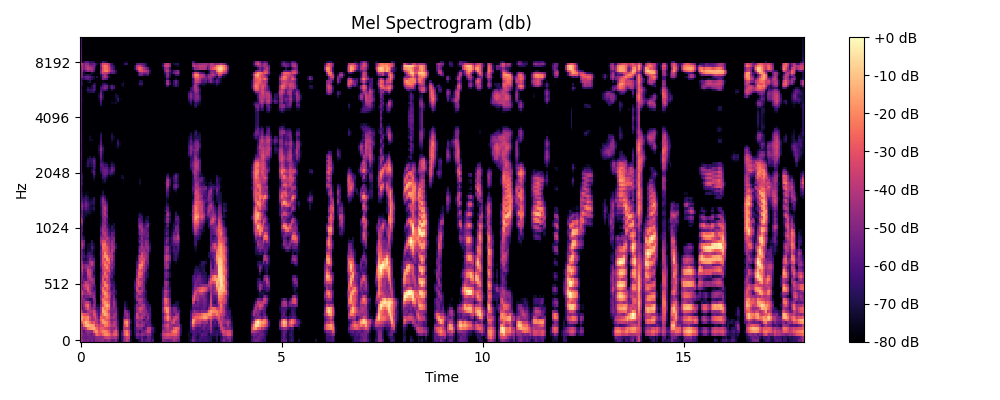 Mel Spectrogram (db)
8192
4096
2048
1024
512
0
Hz
0 5 10 15
Time
+0 dB
-10 dB
-20 dB
-30 dB
-40 dB
-50 dB
-60 dB
-70 dB
-80 dB